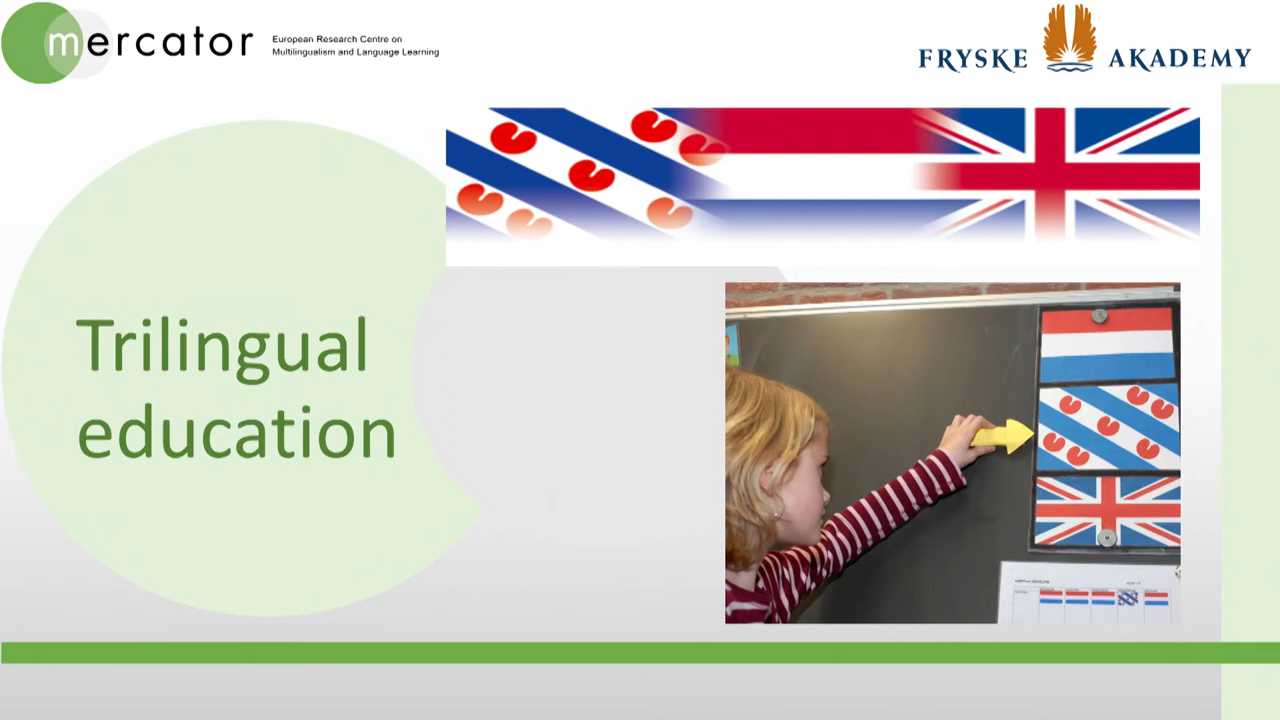 mercator
European Research Centre on
Multilingualism and Language Learning
FRYSKE AKADEMY
Trilingual
education